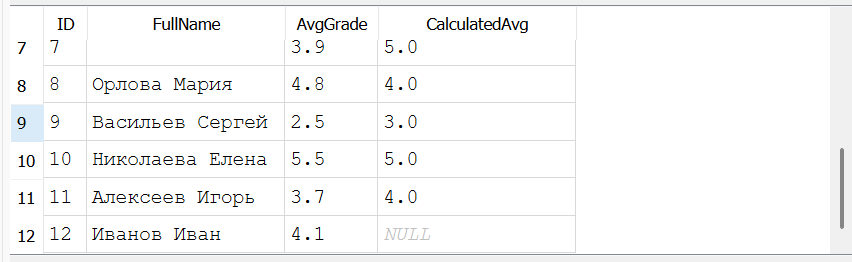 ID FullName AvgGrade CalculatedAvg
7 7 3.9 5.0
8 8 Орлова Мария 4.8 4.0
9 9 Васильев Сергей 2.5 3.0
10 10 Николаева Елена 5.5 5.0
11 11 Алексеев Игорь 3.7 4.0
12 12 Иванов Иван 4.1 NULL